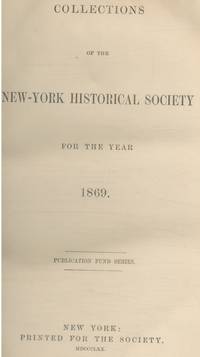 COLLECTIONS
OF THE
NEW-YORK HISTORICAL SOCIETY
FOR THE YEAR
1869.
PUBLICATION FUND SERIES.
NEW YORK:
PRINTED FOR THE SOCIETY.
MDCCCLXX.